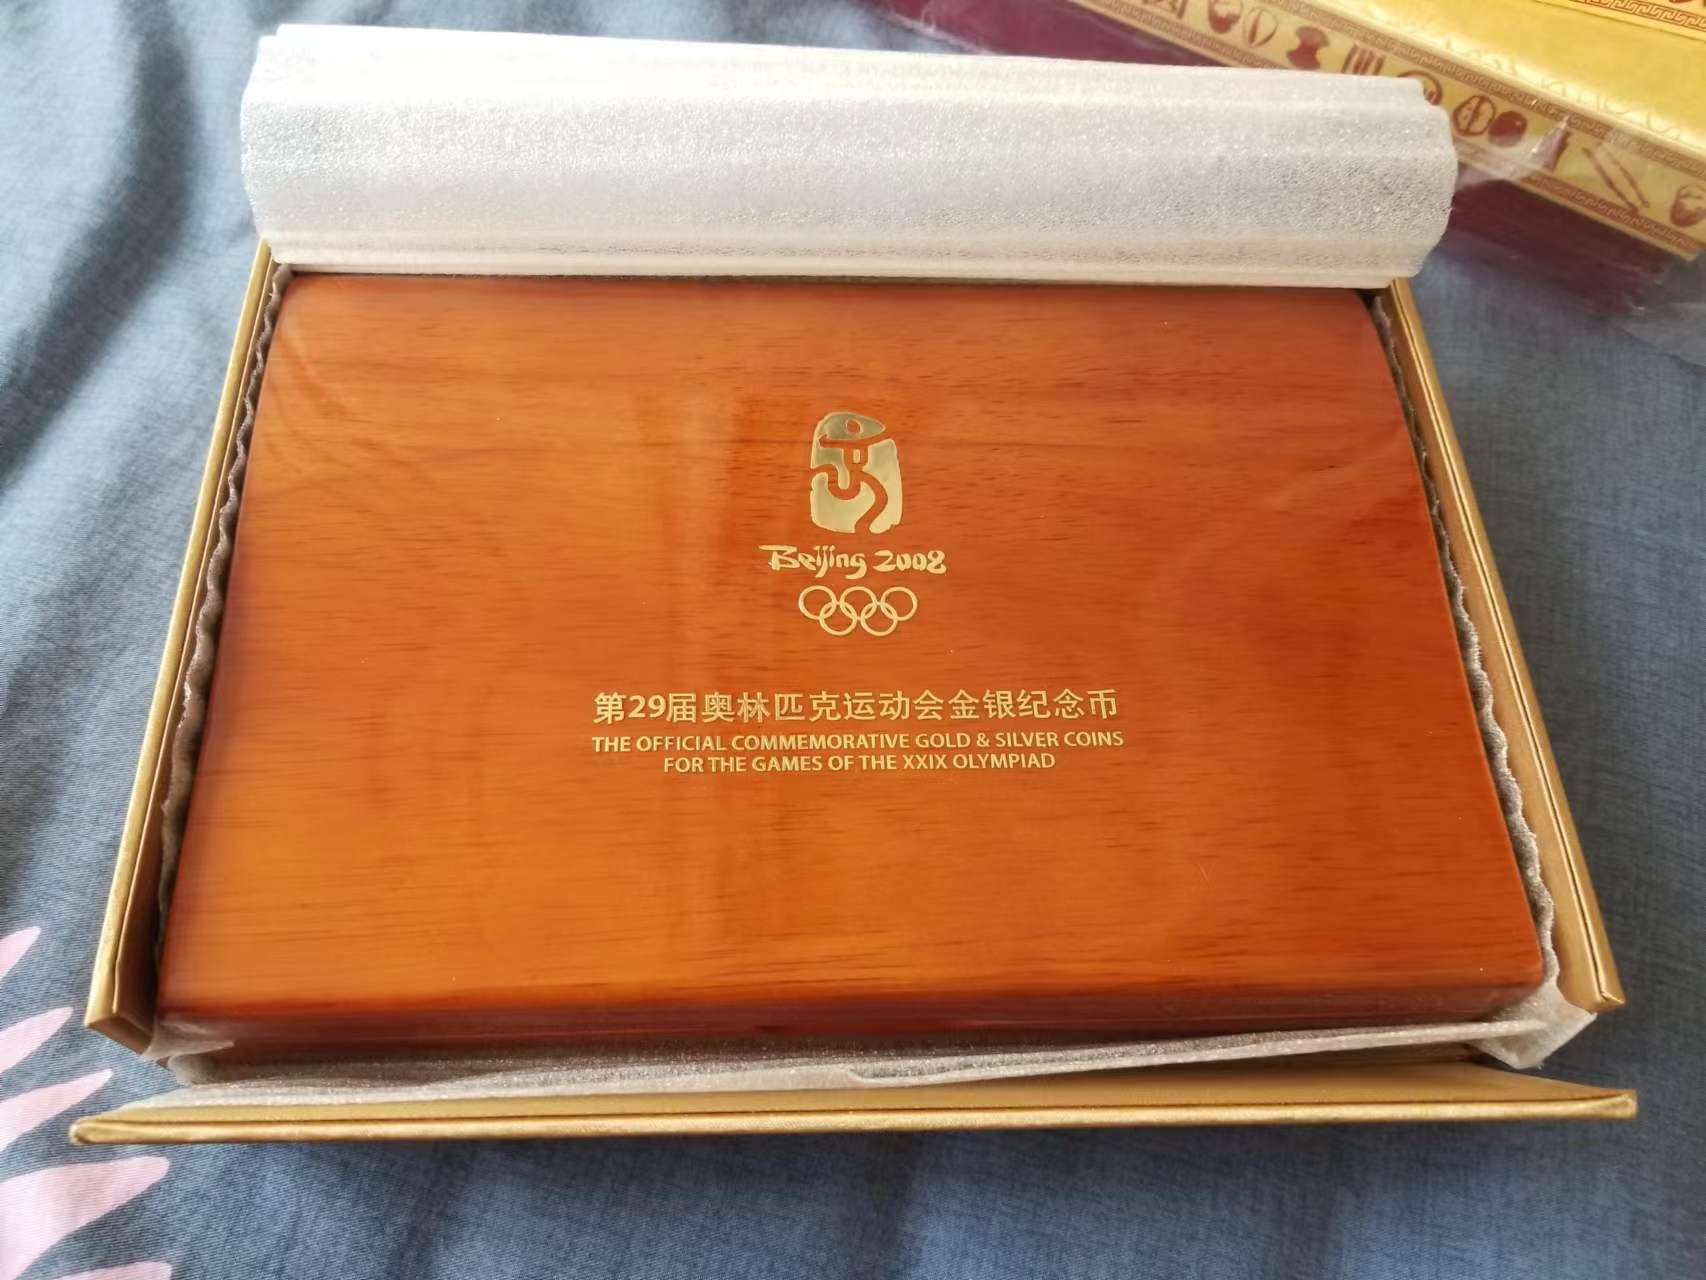 Beijing 2008
第29届奥林匹克运动会金银纪念币
THE OFFICIAL COMMEMORATIVE GOLD & SILVER COINS
FOR THE GAMES OF THE XXIX OLYMPIAD